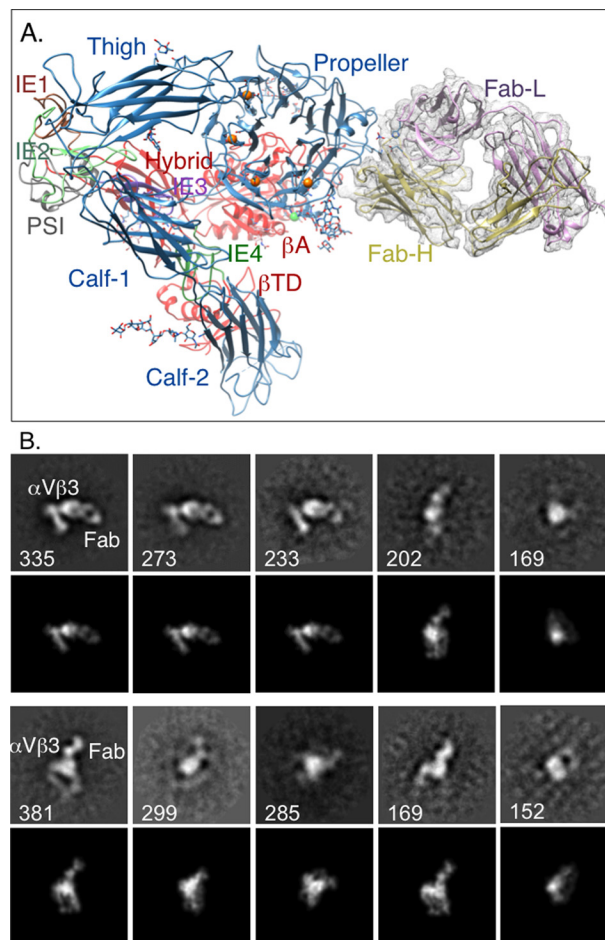 A.
Thigh
Propeller
IE1
Fab-L
IE2
Hybrid
IE3
PSI
βA
Fab-H
IE4
Calf-1
βTD
Calf-2
B.
αVβ3
Fab
335 273 233 202 169
αVβ3
Fab
381 299 285 169 152